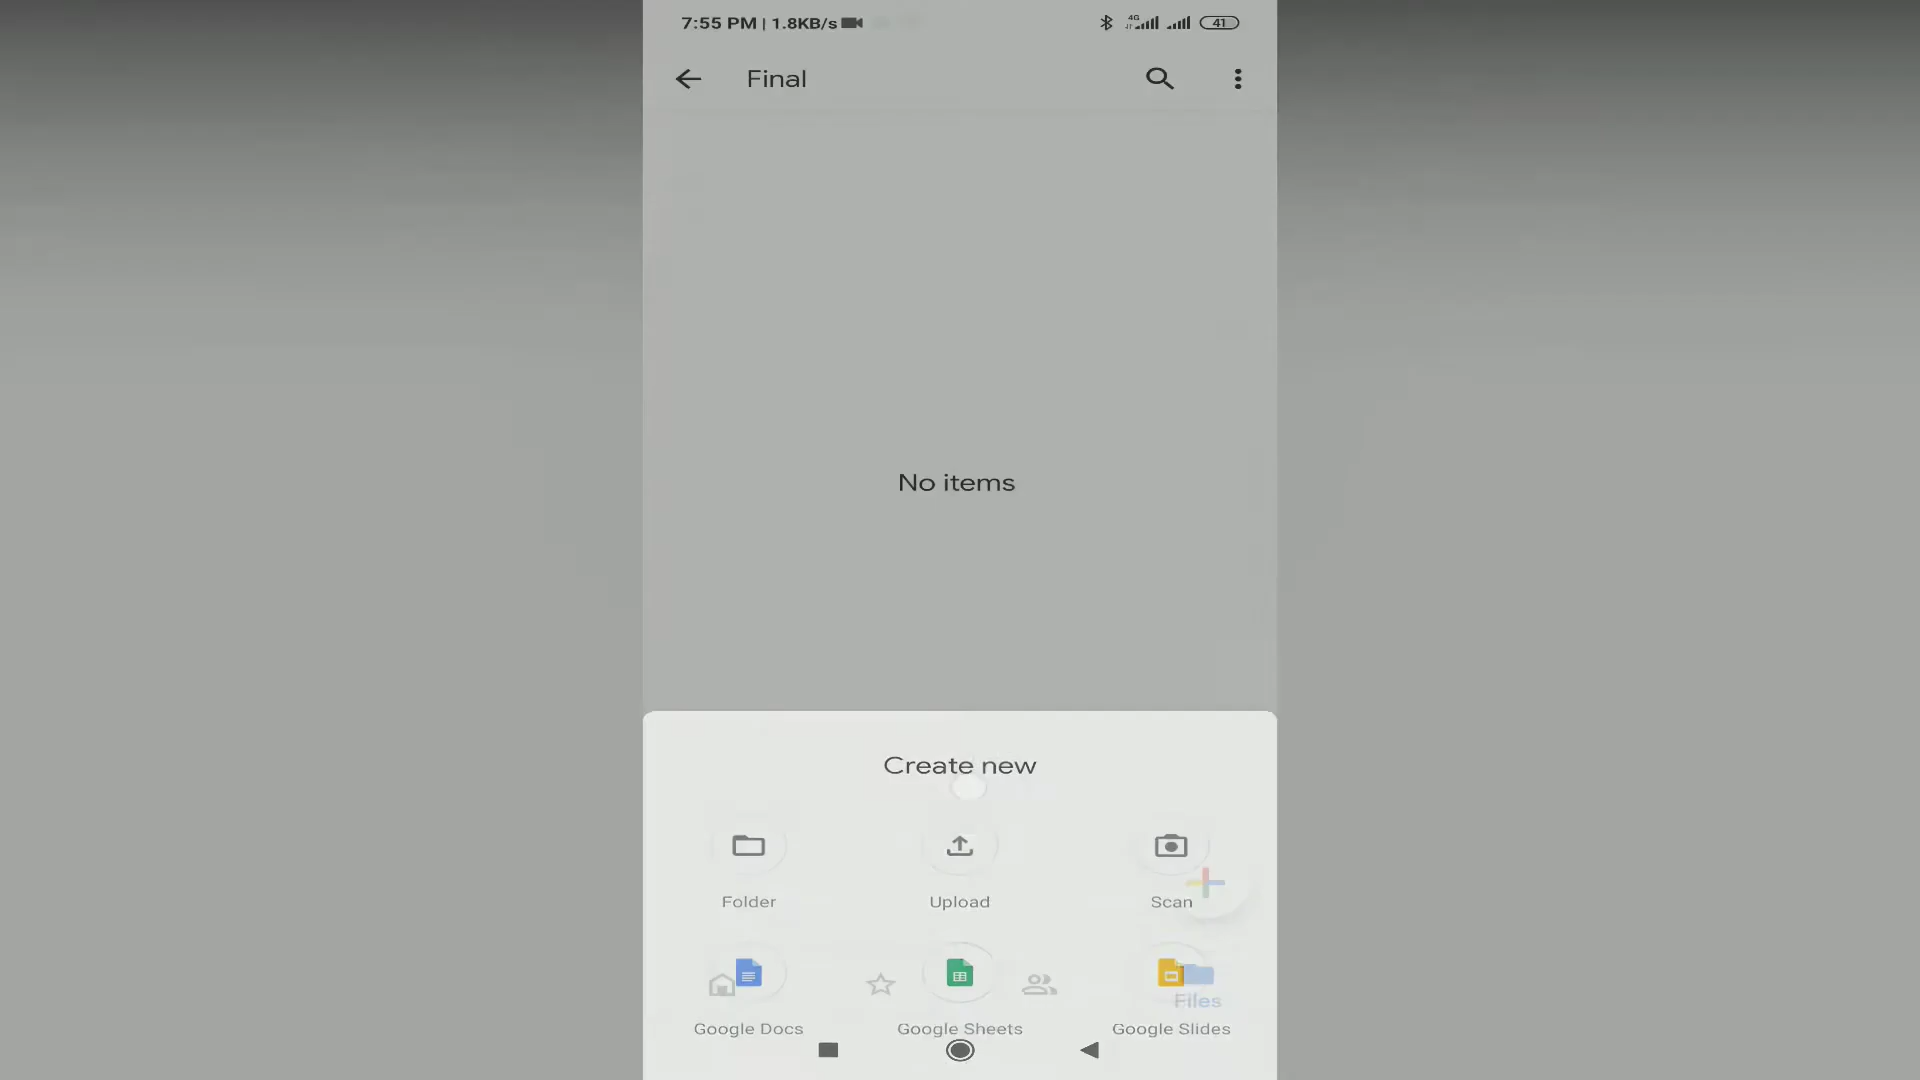 7:55 PM | 1.8KB/s 4G 41
Final
No items
Create new
Folder Upload Scan
Files
Google Docs Google Sheets Google Slides